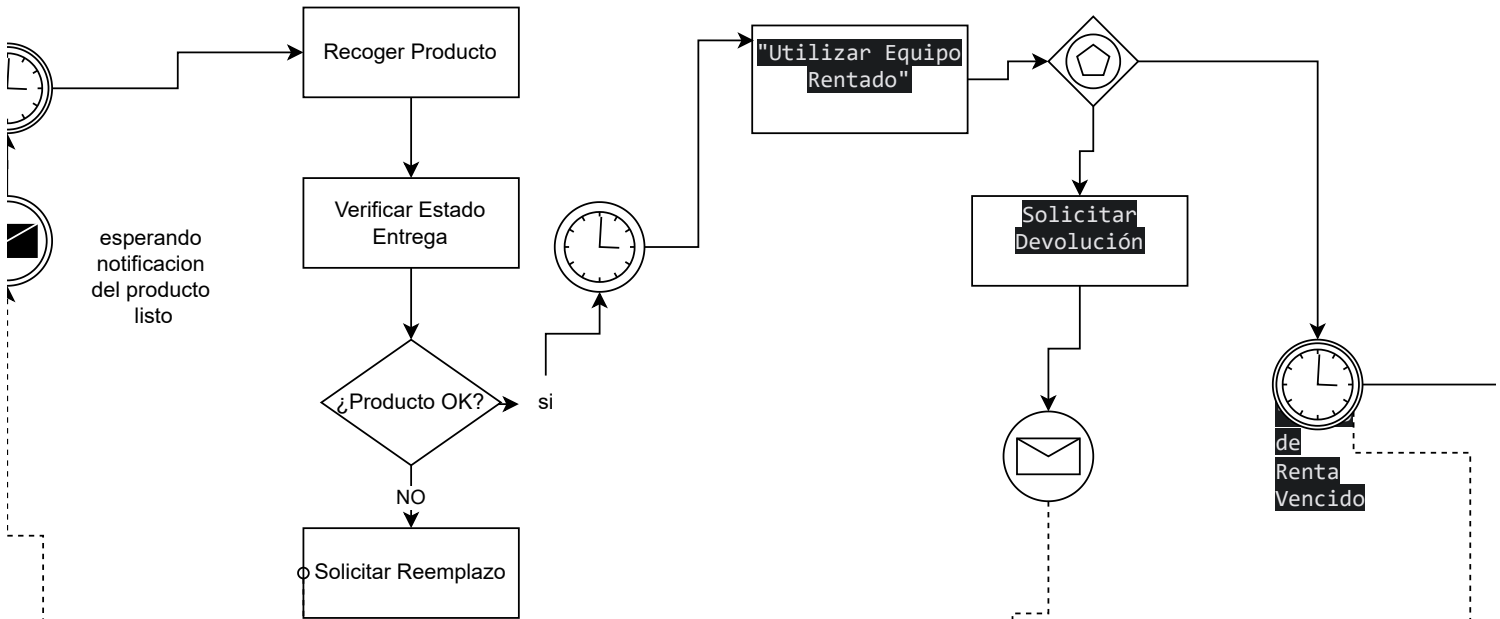 Recoger Producto
"Utilizar Equipo
Rentado"
Verificar Estado
Entrega
esperando
notificacion
del producto
listo
Solicitar
Devolución
¿Producto OK?
si
de
Renta
Vencido
NO
Solicitar Reemplazo